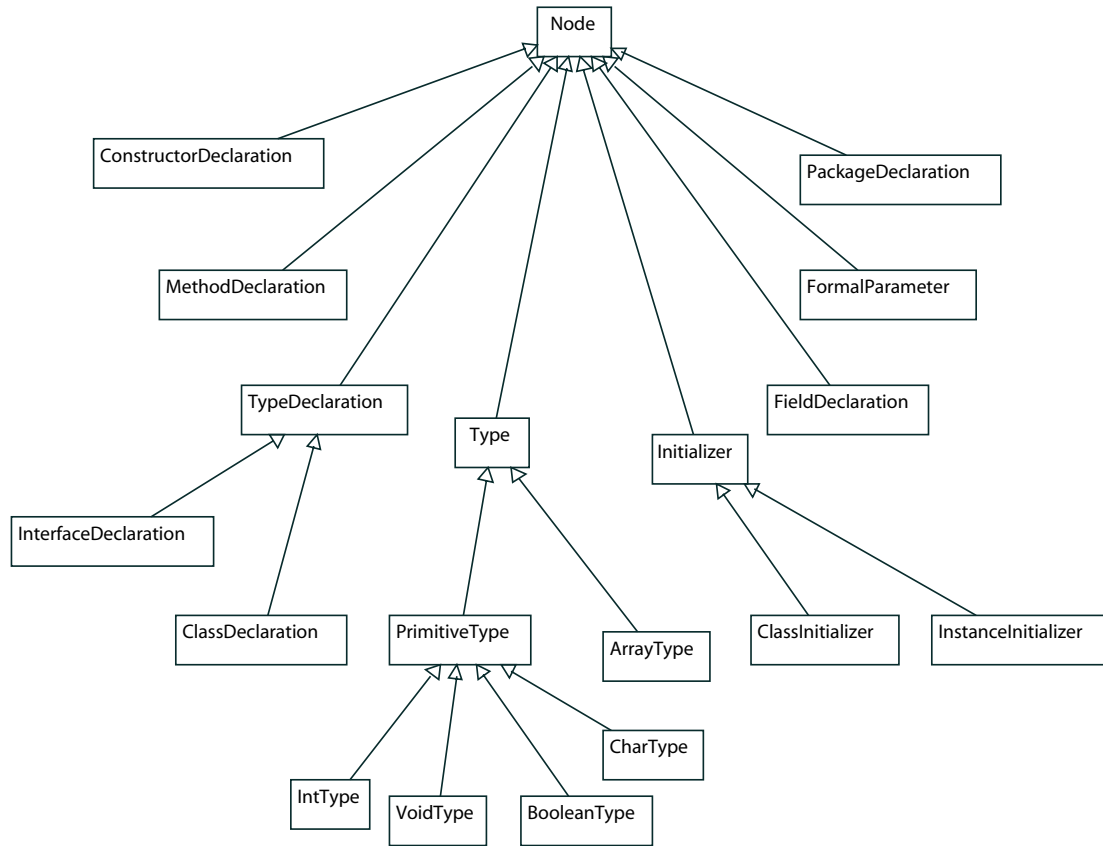 Node
ConstructorDeclaration
PackageDeclaration
MethodDeclaration
FormalParameter
TypeDeclaration
FieldDeclaration
Type
Initializer
InterfaceDeclaration
ClassDeclaration
PrimitiveType
ArrayType
ClassInitializer
InstanceInitializer
CharType
IntType
VoidType
BooleanType